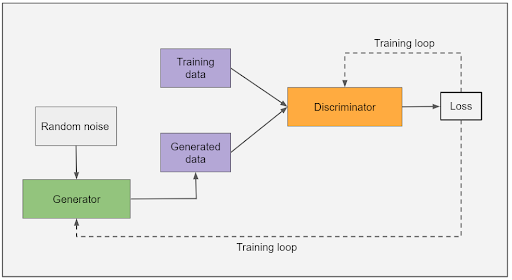 Training loop
Training
data
Discriminator
Loss
Random noise
Generated
data
Generator
Training loop